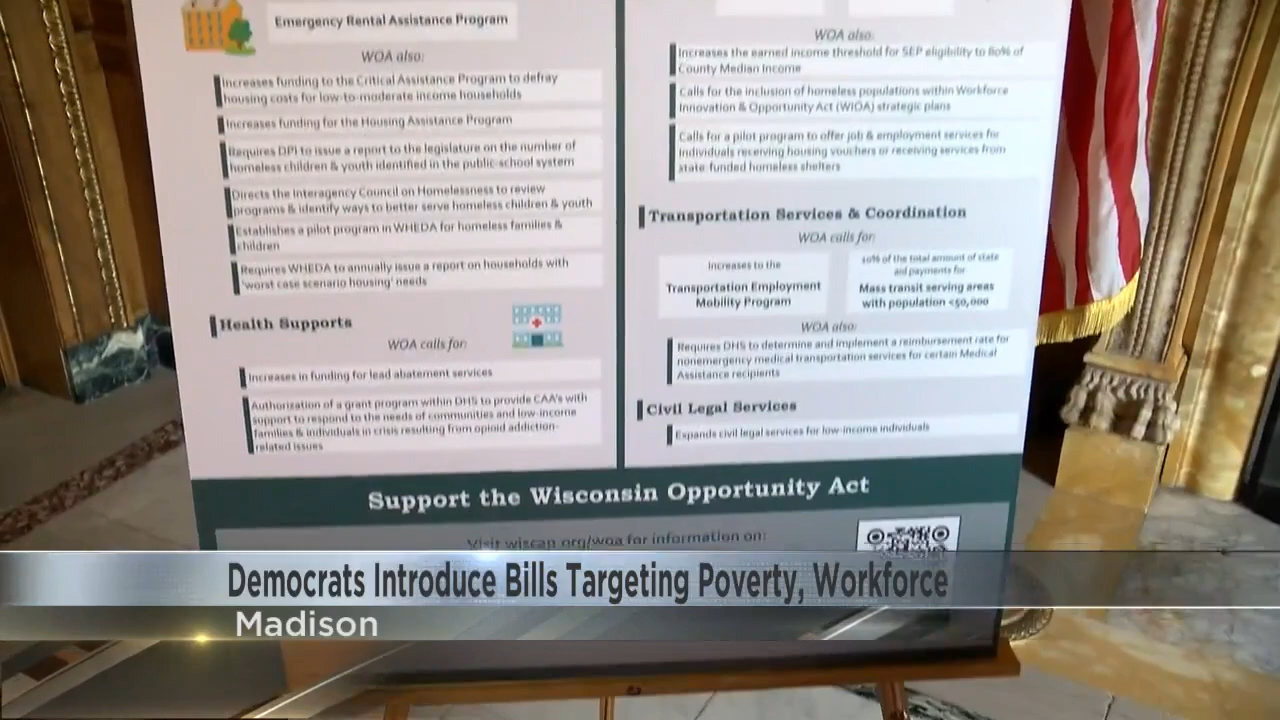 Emergency Rental Assistance Program
WOA also:
Increases funding to the Critical Assistance Program to defray
housing costs for low-to-moderate income households
Increases funding for the Housing Assistance Program
Requires DPI to issue a report to the legislature on the number of
homeless children & youth identified in the public-school system
Directs the Interagency Council on Homelessness to review
programs & identify ways to better serve homeless children & youth
Establishes a pilot program in WHEDA for homeless families &
children
Requires WHEDA to annually issue a report on households with
'worst case scenario housing' needs
Health Supports
WOA calls for:
Increases in funding for lead abatement services
Authorization of a grant program within DHS to provide CAA's with
support to respond to the needs of communities and low-income
families & individuals in crisis resulting from opioid addiction-
related issues
WOA also:
Increases the earned income threshold for SEP eligibility to 80% of
County Median Income
Calls for the inclusion of homeless populations within Workforce
Innovation & Opportunity Act (WIOA) strategic plans
Calls for a pilot program to offer job & employment services for
individuals receiving housing vouchers or receiving services from
state-funded homeless shelters
Transportation Services & Coordination
WOA calls for:
Increases to the
Transportation Employment
Mobility Program
10% of the total amount of state
aid payments for
Mass transit serving areas
with population <50,000
WOA also:
Requires DHS to determine and implement a reimbursement rate for
nonemergency medical transportation services for certain Medical
Assistance recipients
Civil Legal Services
Expands civil legal services for low-income individuals
Support the Wisconsin Opportunity Act
Visit wiscap.org/woa for information on:
Democrats Introduce Bills Targeting Poverty, Workforce
Madison